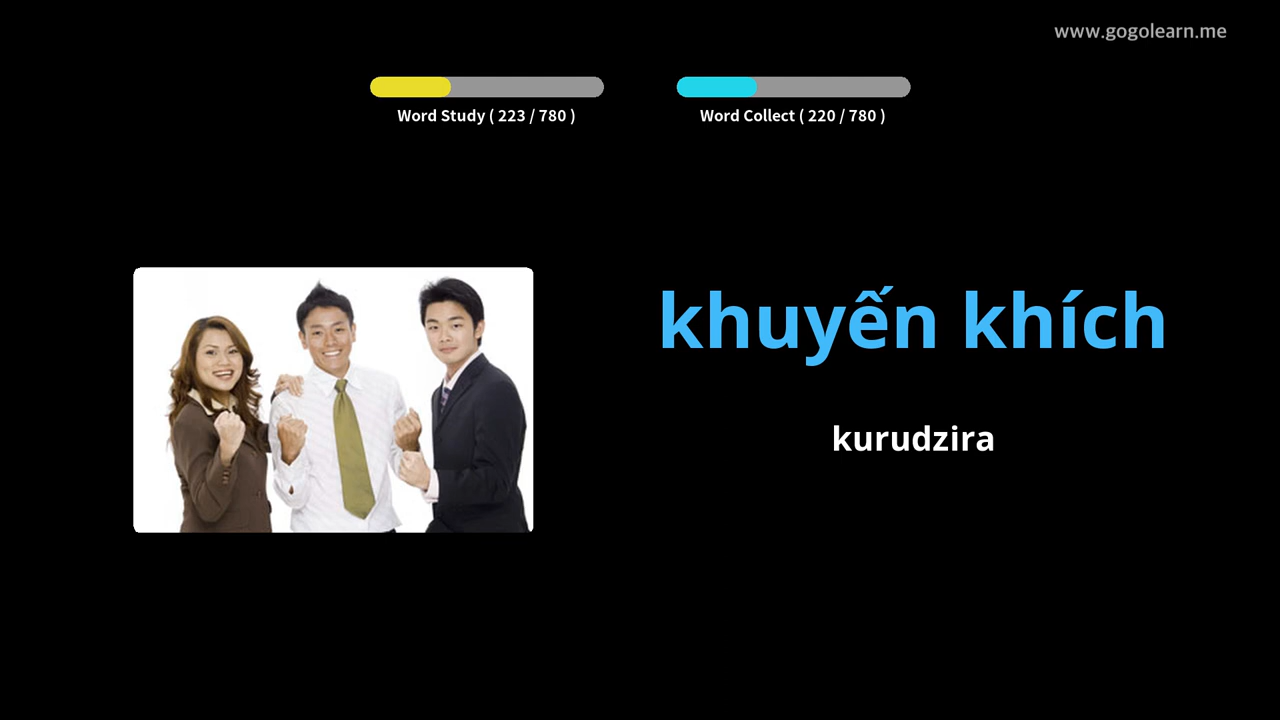 www.gogolearn.me
Word Study ( 223 / 780 )
Word Collect ( 220 / 780 )
khuyến khích
kurudzira